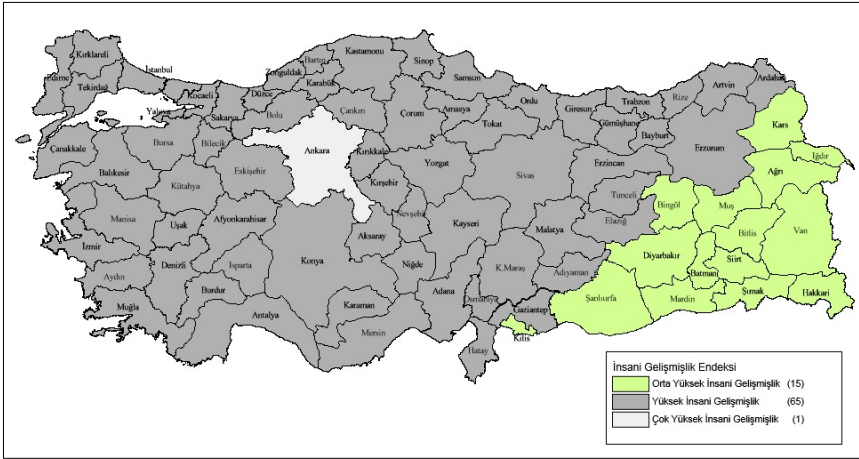 Kırklareli
Edirne
Tekirdağ
İstanbul
Kocaeli
Yalova
Sakarya
Düzce
Zonguldak
Bartın
Karabük
Kastamonu
Sinop
Samsun
Bolu
Çankırı
Çorum
Amasya
Ordu
Tokat
Giresun
Trabzon
Gümüşhane
Rize
Bayburt
Artvin
Ardahan
Kars
Iğdır
Ağrı
Erzurum
Erzincan
Çanakkale
Balıkesir
Bursa
Bilecik
Eskişehir
Ankara
Kırıkkale
Yozgat
Sivas
Tunceli
Bingöl
Muş
Bitlis
Van
Kütahya
Manisa
Uşak
Afyonkarahisar
Kırşehir
Nevşehir
Kayseri
Malatya
Elazığ
Diyarbakır
Batman
Siirt
Şırnak
Hakkari
İzmir
Aydın
Denizli
Isparta
Burdur
Muğla
Antalya
Konya
Aksaray
Niğde
Karaman
Mersin
Adana
Osmaniye
K.Maraş
Adıyaman
Şanlıurfa
Mardin
Gaziantep
Kilis
Hatay
İnsani Gelişmişlik Endeksi
Orta Yüksek İnsani Gelişmişlik (15)
Yüksek İnsani Gelişmişlik (65)
Çok Yüksek İnsani Gelişmişlik (1)